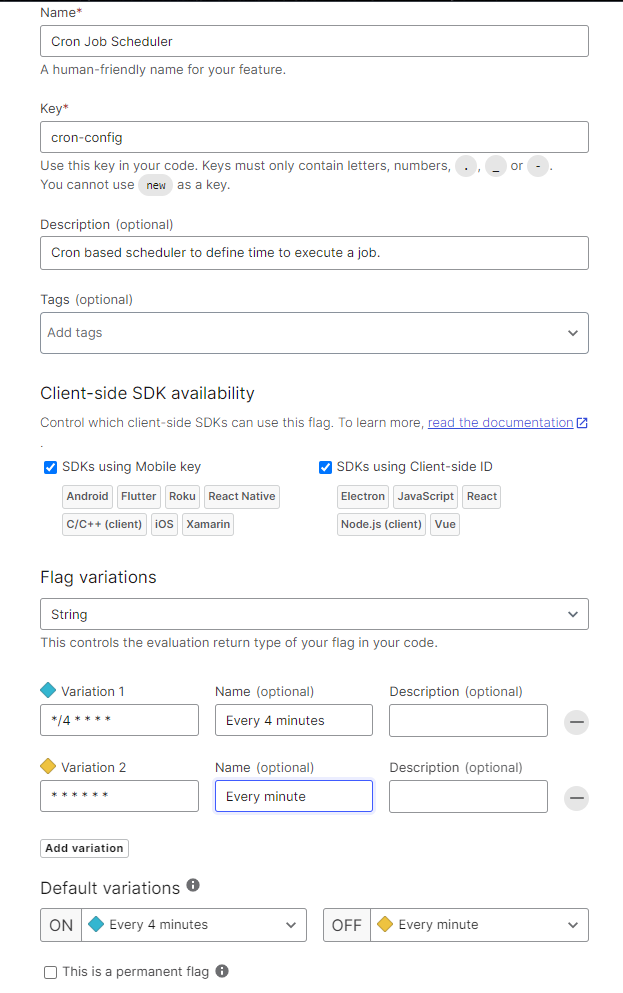 Name*
Cron Job Scheduler
A human-friendly name for your feature.
Key*
cron-config
Use this key in your code. Keys must only contain letters, numbers, . , _ or - .
You cannot use new as a key.
Description (optional)
Cron based scheduler to define time to execute a job.
Tags (optional)
Add tags
Client-side SDK availability
Control which client-side SDKs can use this flag. To learn more, read the documentation
.
SDKs using Mobile key SDKs using Client-side ID
Android Flutter Roku React Native Electron JavaScript React
C/C++ (client) iOS Xamarin Node.js (client) Vue
Flag variations
String
This controls the evaluation return type of your flag in your code.
Variation 1 Name (optional) Description (optional)
*/4 * * * * Every 4 minutes
Variation 2 Name (optional) Description (optional)
* * * * * * Every minute
Add variation
Default variations
ON Every 4 minutes OFF Every minute
This is a permanent flag